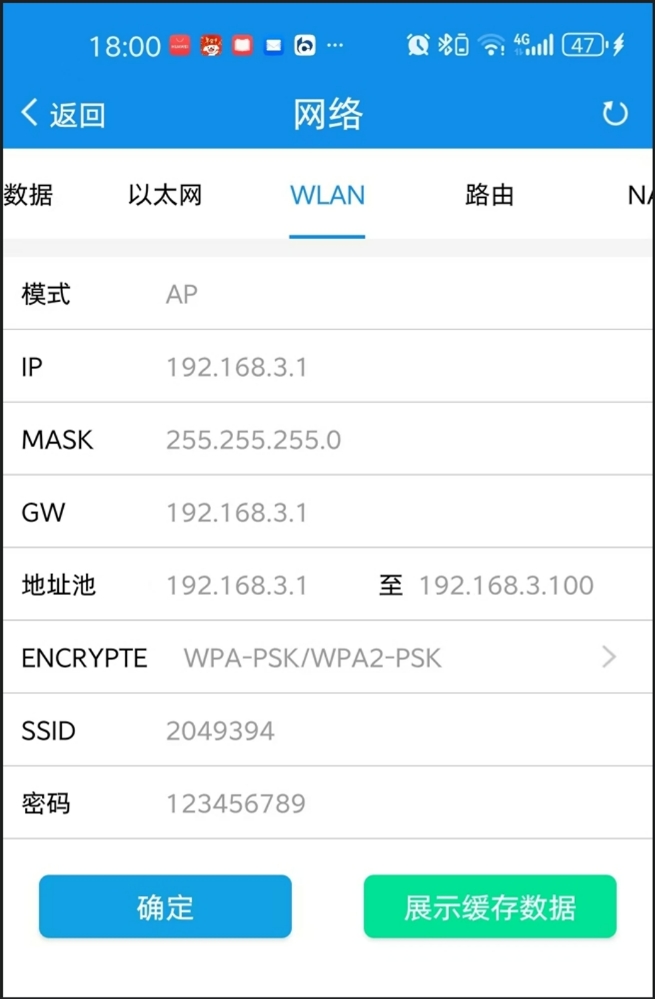 18:00 ... 4G 47
返回 网络
数据 以太网 WLAN 路由 NA
模式 AP
IP 192.168.3.1
MASK 255.255.255.0
GW 192.168.3.1
地址池 192.168.3.1 至 192.168.3.100
ENCRYPTE WPA-PSK/WPA2-PSK
SSID 2049394
密码 123456789
确定 展示缓存数据